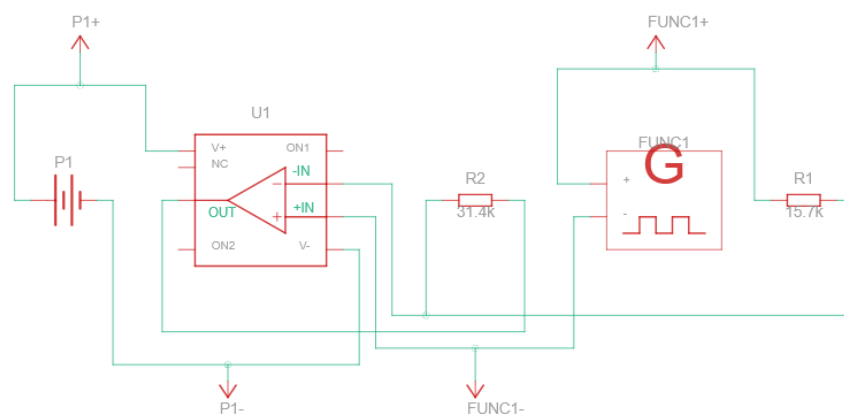 P1+
FUNC1+
U1
P1
V+
ON1
NC
-IN
+IN
OUT
ON2
V-
R2
31.4k
FUNC1
G
+
-
R1
15.7k
P1-
FUNC1-